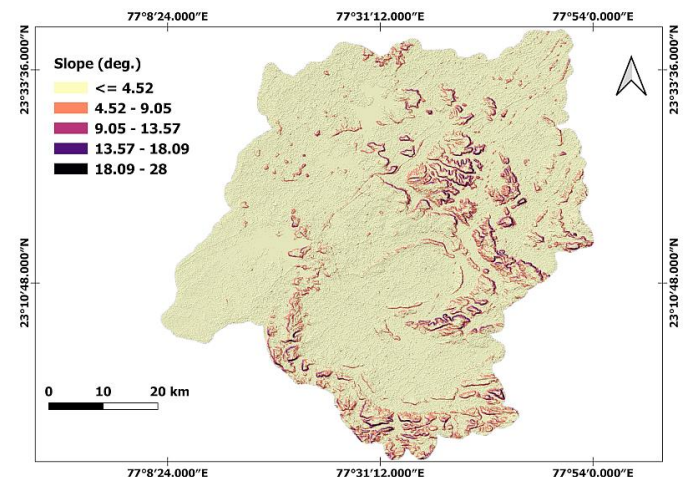 77°8′24.000″E 77°31′12.000″E 77°54′0.000″E
23°33′36.000″N
23°33′36.000″N
Slope (deg.)
<= 4.52
4.52 - 9.05
9.05 - 13.57
13.57 - 18.09
18.09 - 28
23°10′48.000″N
23°10′48.000″N
0 10 20 km
77°8′24.000″E 77°31′12.000″E 77°54′0.000″E